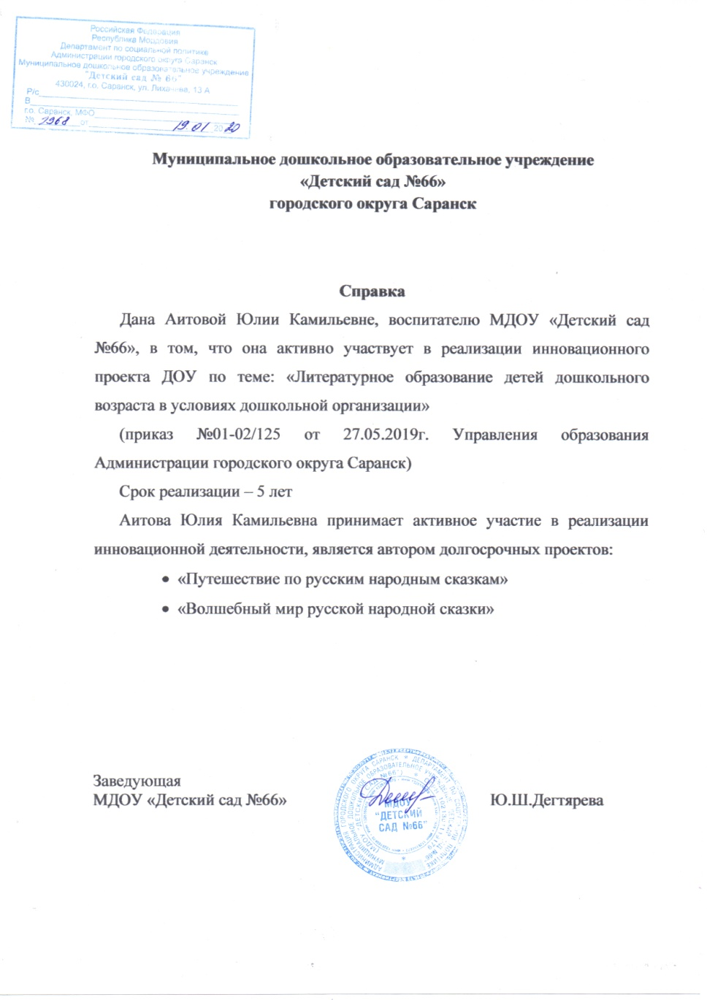 Российская Федерация
Республика Мордовия
Департамент по социальной политике
Администрации городского округа Саранск
Муниципальное дошкольное образовательное учреждение
"Детский сад № 66"
430024, г.о. Саранск, ул. Лихачева, 13 А
Р/с
В
г.о. Саранск, МФО
№ 2968 от 19.01 2020
Муниципальное дошкольное образовательное учреждение
«Детский сад №66»
городского округа Саранск
Справка
Дана Аитовой Юлии Камильевне, воспитателю МДОУ «Детский сад
№66», в том, что она активно участвует в реализации инновационного
проекта ДОУ по теме: «Литературное образование детей дошкольного
возраста в условиях дошкольной организации»
(приказ №01-02/125 от 27.05.2019г. Управления образования
Администрации городского округа Саранск)
Срок реализации – 5 лет
Аитова Юлия Камильевна принимает активное участие в реализации
инновационной деятельности, является автором долгосрочных проектов:
• «Путешествие по русским народным сказкам»
• «Волшебный мир русской народной сказки»
Заведующая
МДОУ «Детский сад №66» Ю.Ш.Дегтярева
МДОУ
"ДЕТСКИЙ
САД №66"